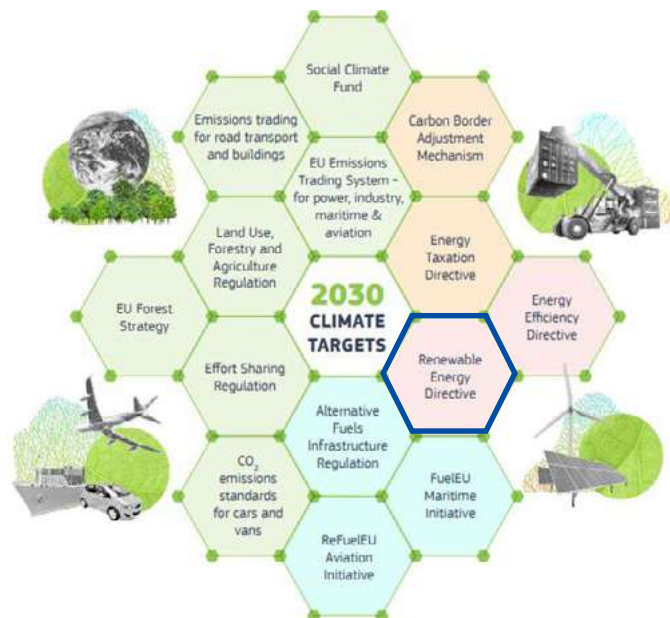 Social Climate
Fund
Emissions trading
for road transport
and buildings
Carbon Border
Adjustment
Mechanism
EU Emissions
Trading System -
for power, industry,
maritime &
aviation
Land Use,
Forestry and
Agriculture
Regulation
Energy
Taxation
Directive
EU Forest
Strategy
2030
CLIMATE
TARGETS
Energy
Efficiency
Directive
Effort Sharing
Regulation
Renewable
Energy
Directive
Alternative
Fuels
Infrastructure
Regulation
CO₂
emissions
standards
for cars and
vans
FuelEU
Maritime
Initiative
ReFuelEU
Aviation
Initiative